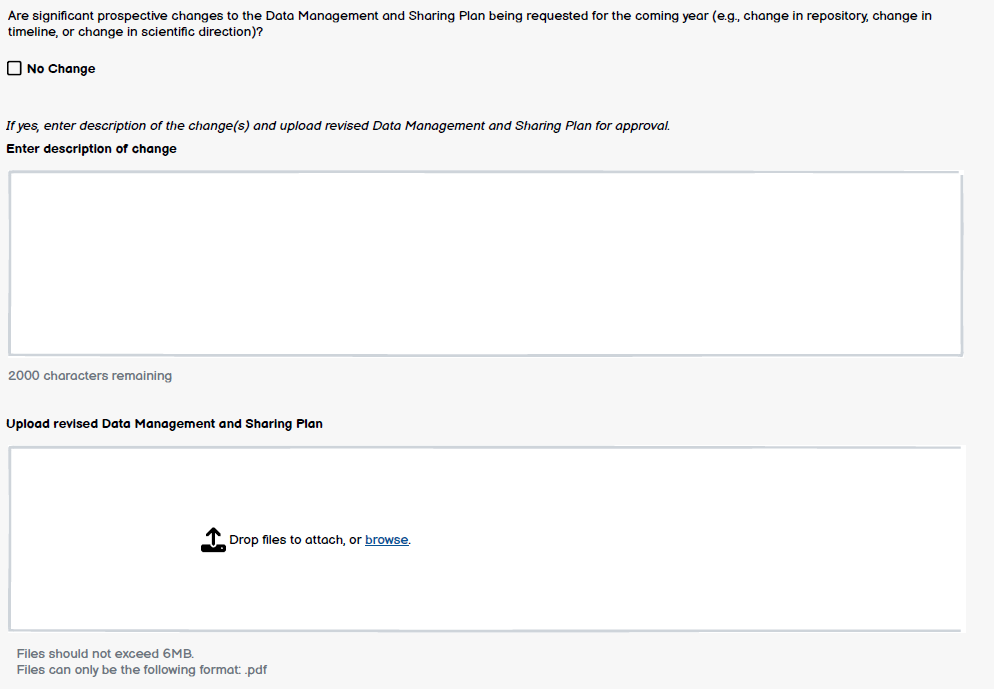 Are significant prospective changes to the Data Management and Sharing Plan being requested for the coming year (e.g., change in repository, change in
timeline, or change in scientific direction)?
No Change
If yes, enter description of the change(s) and upload revised Data Management and Sharing Plan for approval.
Enter description of change
2000 characters remaining
Upload revised Data Management and Sharing Plan
Drop files to attach, or browse.
Files should not exceed 6MB.
Files can only be the following format: .pdf